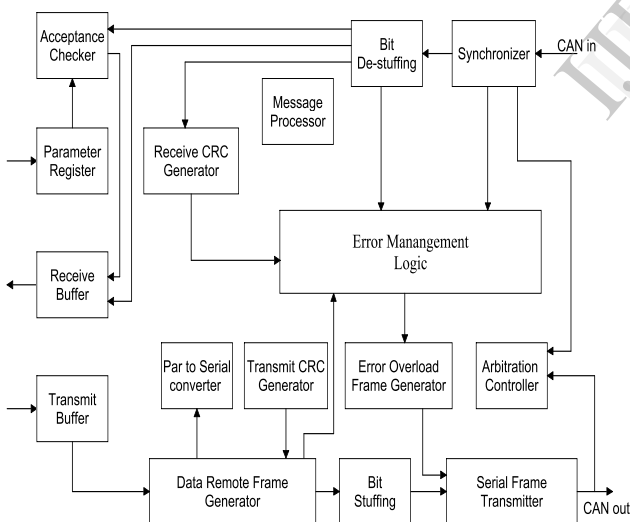 Acceptance
Checker
Bit
De-stuffing
Synchronizer
CAN in
Message
Processor
Parameter
Register
Receive CRC
Generator
Error Manangement
Logic
Receive
Buffer
Par to Serial
converter
Transmit CRC
Generator
Error Overload
Frame Generator
Arbitration
Controller
Transmit
Buffer
Data Remote Frame
Generator
Bit
Stuffing
Serial Frame
Transmitter
CAN out